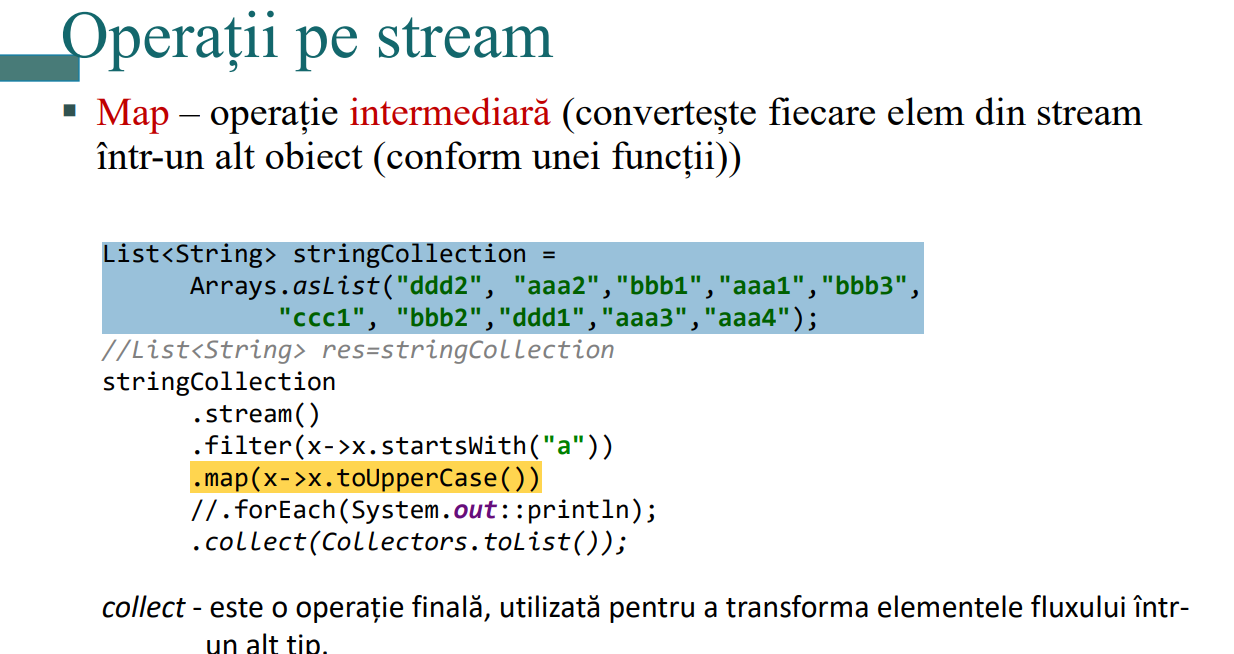 Operații pe stream
▪ Map – operație intermediară (convertește fiecare elem din stream
într-un alt obiect (conform unei funcții))
List<String> stringCollection =
Arrays.asList("ddd2", "aaa2","bbb1","aaa1","bbb3",
"ccc1", "bbb2","ddd1","aaa3","aaa4");
//List<String> res=stringCollection
stringCollection
.stream()
.filter(x->x.startsWith("a"))
.map(x->x.toUpperCase())
//.forEach(System.out::println);
.collect(Collectors.toList());
collect - este o operație finală, utilizată pentru a transforma elementele fluxului într-
un alt tip.